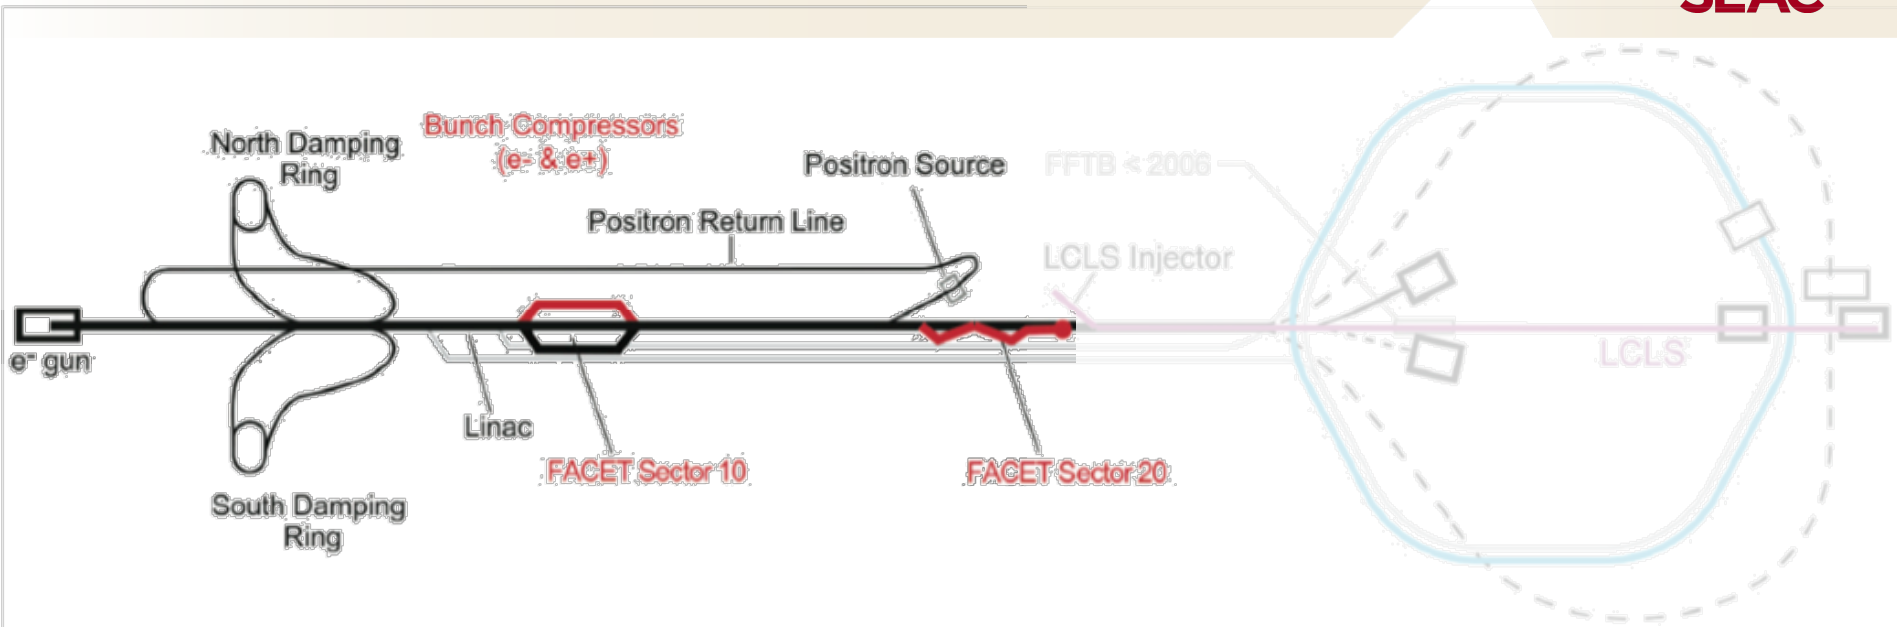 SLAC
North Damping
Ring
Bunch Compressors
(e- & e+)
Positron Source
FFTB < 2006
Positron Return Line
LCLS Injector
e- gun
LCLS
Linac
FACET Sector 10
FACET Sector 20
South Damping
Ring